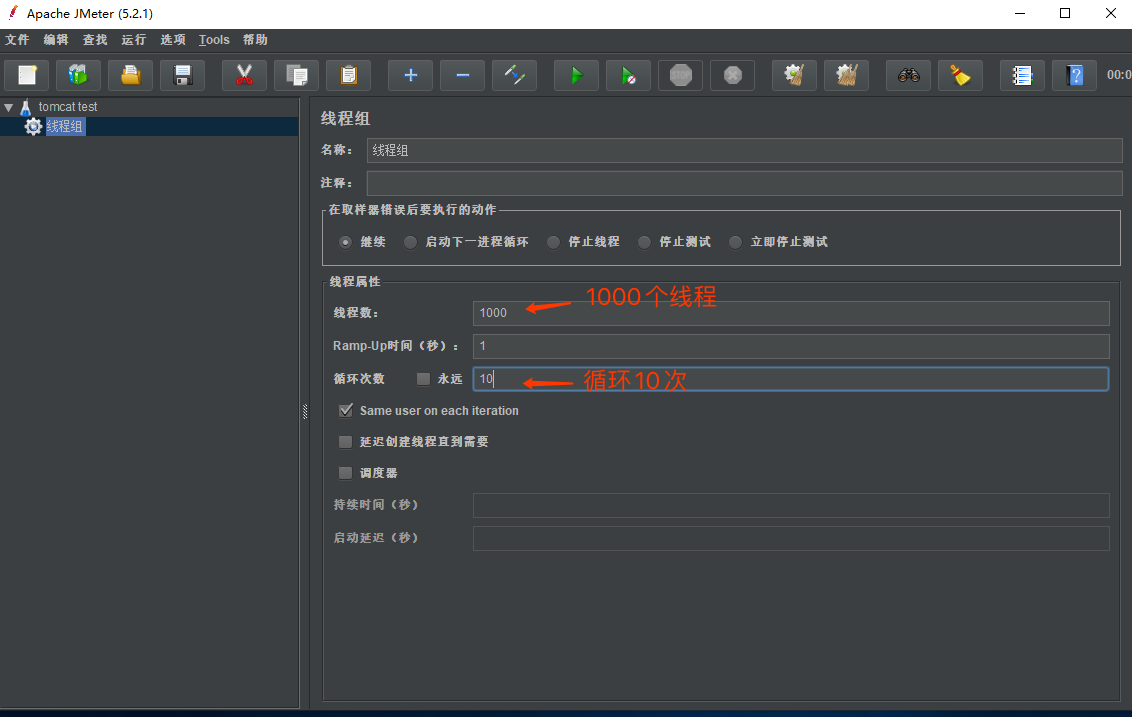 Apache JMeter (5.2.1)
文件 编辑 查找 运行 选项 Tools 帮助
STOP
?
00:0
tomcat test
线程组
线程组
名称： 线程组
注释：
在取样器错误后要执行的动作
继续 启动下一进程循环 停止线程 停止测试 立即停止测试
线程属性
线程数： 1000 1000个线程
Ramp-Up时间（秒）： 1
循环次数 永远 10 循环10次
Same user on each iteration
延迟创建线程直到需要
调度器
持续时间（秒）
启动延迟（秒）